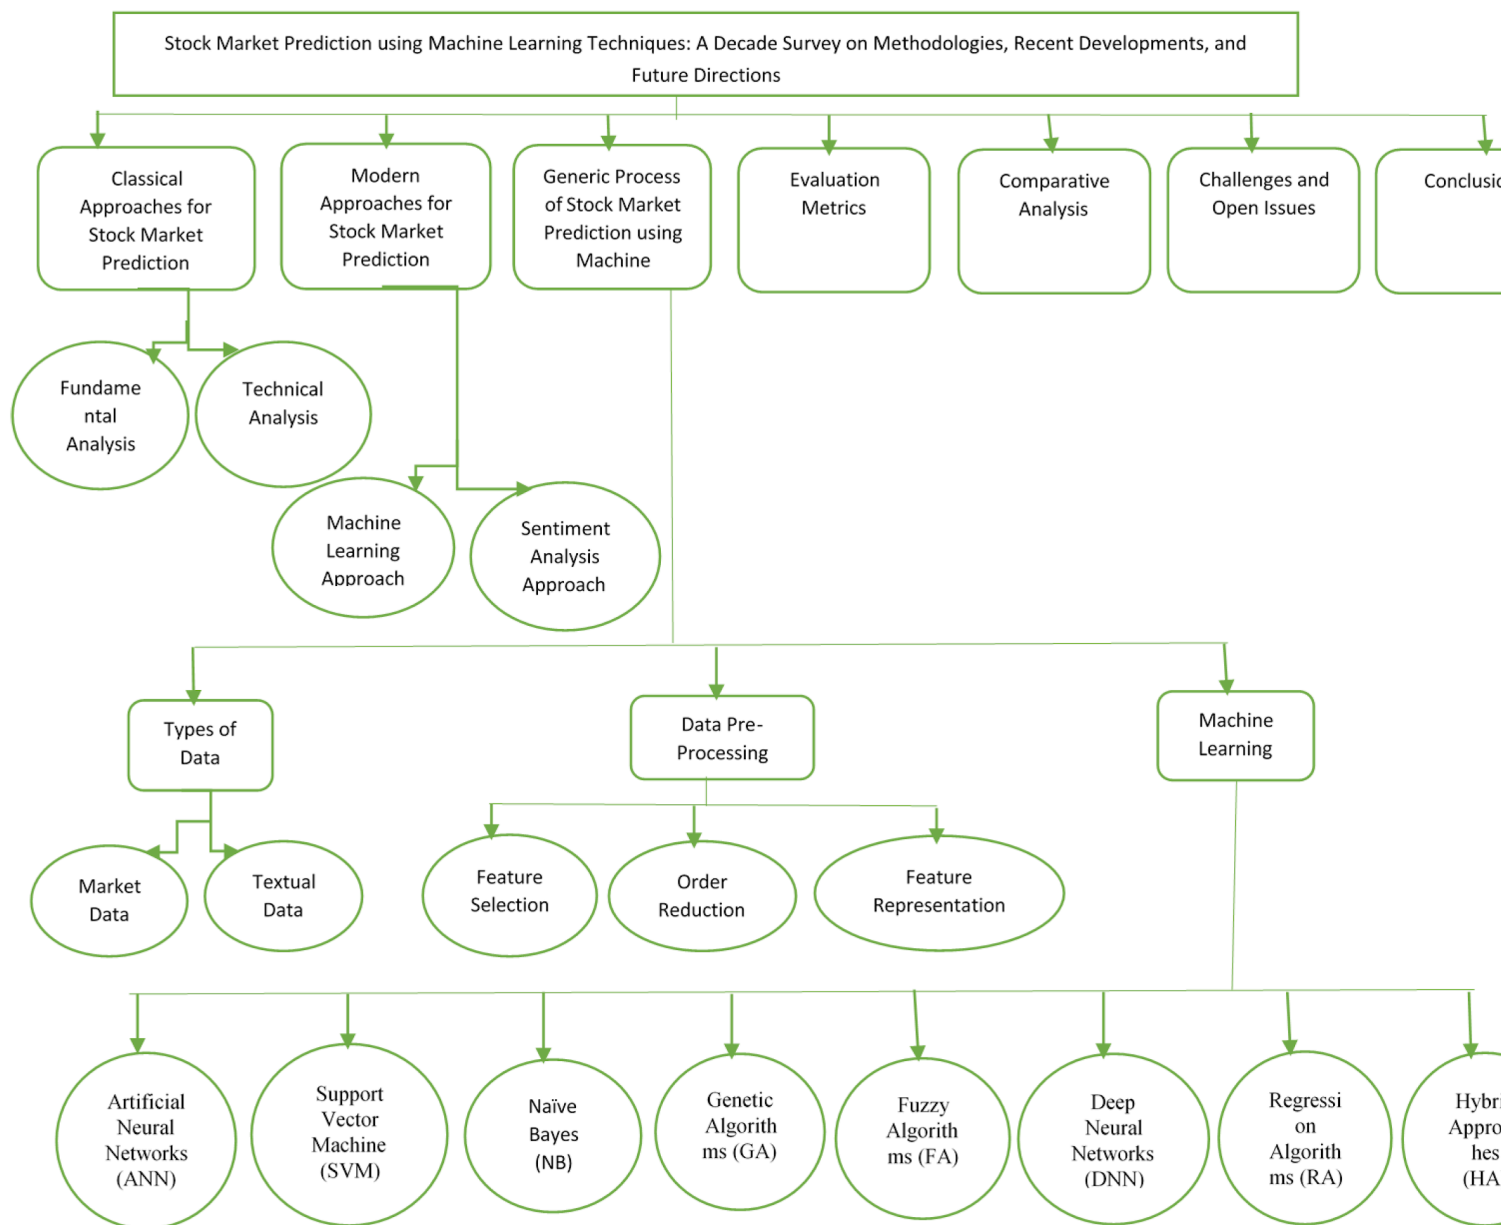 Stock Market Prediction using Machine Learning Techniques: A Decade Survey on Methodologies, Recent Developments, and
Future Directions
Classical
Approaches for
Stock Market
Prediction
Modern
Approaches for
Stock Market
Prediction
Generic Process
of Stock Market
Prediction using
Machine
Evaluation
Metrics
Comparative
Analysis
Challenges and
Open Issues
Fundame
ntal
Analysis
Technical
Analysis
Machine
Learning
Approach
Sentiment
Analysis
Approach
Types of
Data
Data Pre-
Processing
Machine
Learning
Market
Data
Textual
Data
Feature
Selection
Order
Reduction
Feature
Representation
Artificial
Neural
Networks
(ANN)
Support
Vector
Machine
(SVM)
Naïve
Bayes
(NB)
Genetic
Algorith
ms (GA)
Fuzzy
Algorith
ms (FA)
Deep
Neural
Networks
(DNN)
Regressi
on
Algorith
ms (RA)
hes
(HA